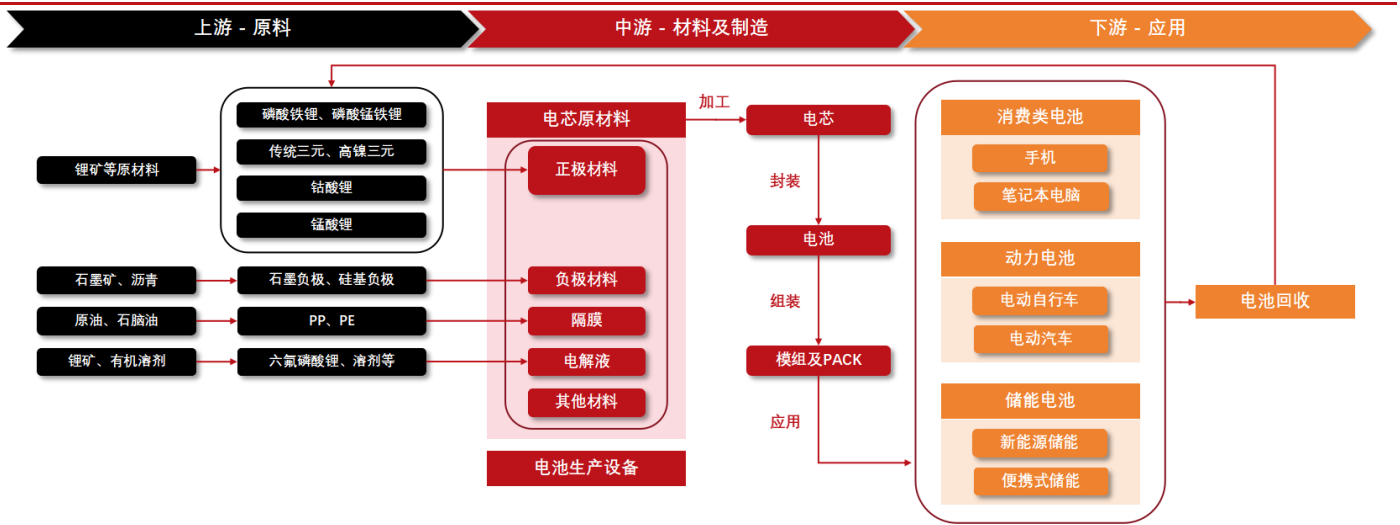 上游 - 原料
中游 - 材料及制造
下游 - 应用
锂矿等原材料
磷酸铁锂、磷酸锰铁锂
传统三元、高镍三元
钴酸锂
锰酸锂
石墨矿、沥青
石墨负极、硅基负极
原油、石脑油
PP、PE
锂矿、有机溶剂
六氟磷酸锂、溶剂等
电芯原材料
正极材料
负极材料
隔膜
电解液
其他材料
电池生产设备
加工
电芯
封装
电池
组装
模组及PACK
应用
消费类电池
手机
笔记本电脑
动力电池
电动自行车
电动汽车
储能电池
新能源储能
便携式储能
电池回收